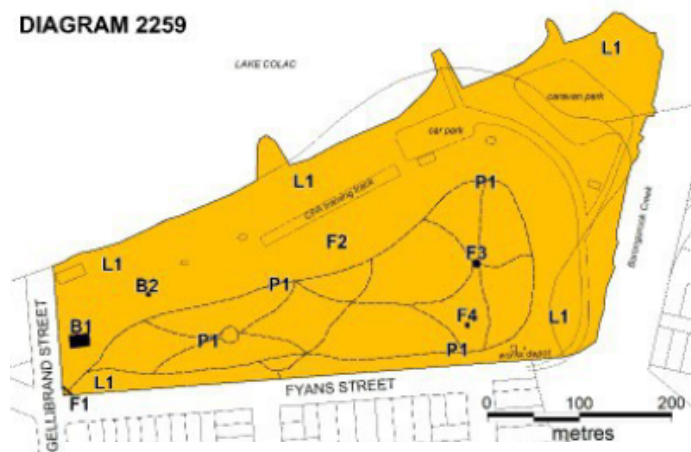 DIAGRAM 2259
L1
LAKE COLAC
caravan park
car park
L1
P1
CFA training track
Barongarook Creek
F2
L1
F3
B2
P1
F4
L1
B1
P1
P1
works depot
L1
F1
GELLIBRAND STREET
FYANS STREET
0 100 200
metres